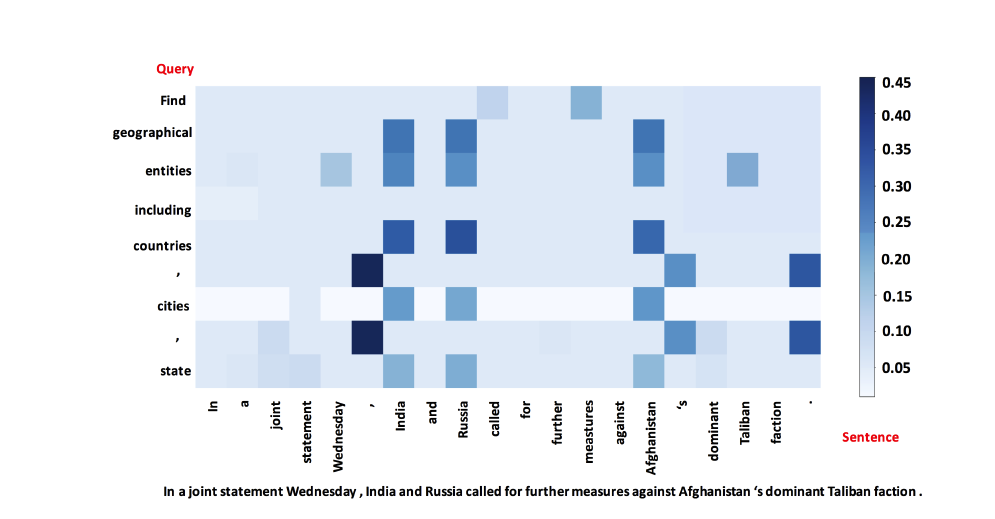 Query
Find
geographical
entities
including
countries
,
cities
,
state
0.45
0.40
0.35
0.30
0.25
0.20
0.15
0.10
0.05
In
a
joint
statement
Wednesday
,
India
and
Russia
called
for
further
meastures
against
Afghanistan
‘s
dominant
Taliban
faction
.
Sentence
In a joint statement Wednesday , India and Russia called for further measures against Afghanistan ‘s dominant Taliban faction .